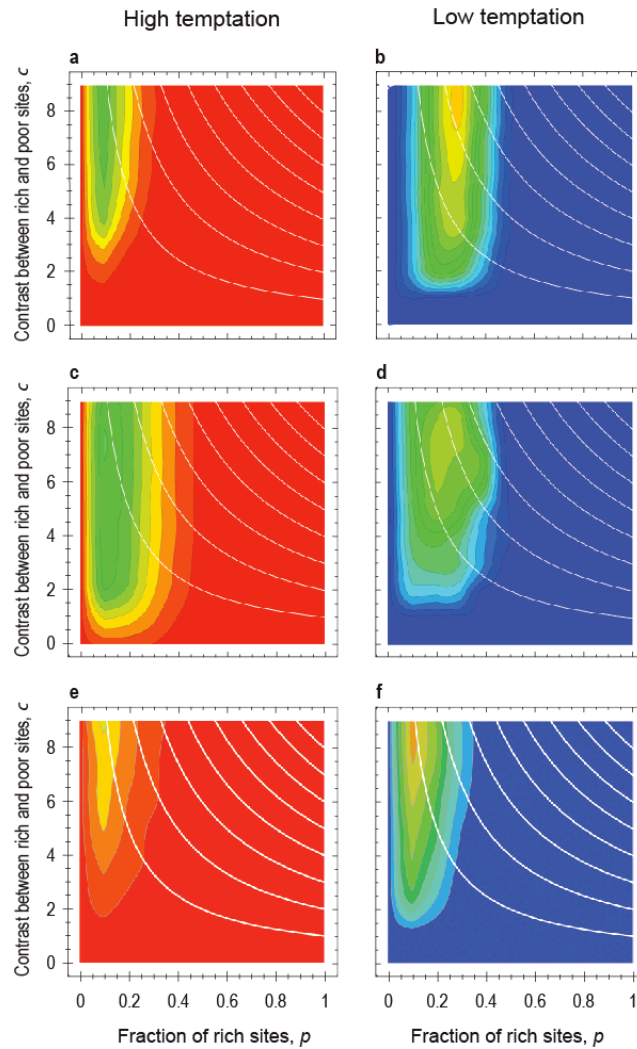 High temptation
Low temptation
a
b
Contrast between rich and poor sites, c
8
6
4
2
0
c
d
Contrast between rich and poor sites, c
8
6
4
2
0
e
f
Contrast between rich and poor sites, c
8
6
4
2
0
0 0.2 0.4 0.6 0.8 1
0 0.2 0.4 0.6 0.8 1
Fraction of rich sites, p
Fraction of rich sites, p